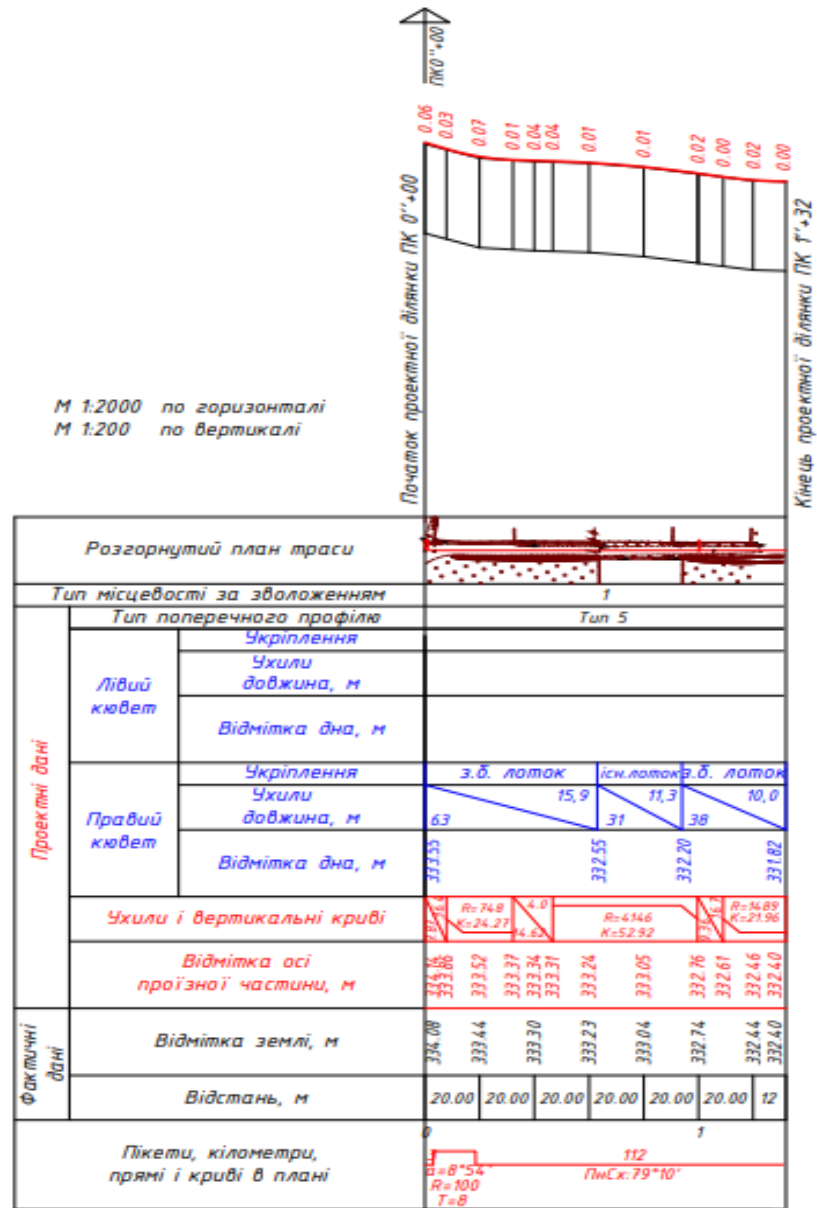 ПК0''+00
0.06 0.03 0.07 0.01 0.04 0.04 0.01 0.01 0.02 0.00 0.02 0.00
Початок проектної ділянки ПК 0''+00
Кінець проектної ділянки ПК 1''+32
М 1:2000 по горизонталі
М 1:200 по вертикалі
Розгорнутий план траси
Тип місцевості за зволоженням
1
Проектні дані
Тип поперечного профілю
Тип 5
Лівий кювет
Укріплення
Ухили довжина, м
Відмітка дна, м
Правий кювет
Укріплення
з.б. лоток
існ.лоток
з.б. лоток
Ухили довжина, м
63 15,9
31 11,3
38 10,0
Відмітка дна, м
333.55 332.55 332.20 331.82
Ухили і вертикальні криві
R=748
К=24.27
4.0
14.62
R=4146
К=52.92
R=1489
К=21.96
Відмітка осі проїзної частини, м
334.14 333.86 333.52 333.37 333.34 333.31 333.24 333.05 332.76 332.61 332.46 332.40
Фактичні дані
Відмітка землі, м
334.08 333.44 333.30 333.23 333.04 332.74 332.44 332.40
Відстань, м
20.00 20.00 20.00 20.00 20.00 20.00 12
Пікети, кілометри,
прямі і криві в плані
0 1
112
ПнСх:79°10'
=8°54'
R=100
Т=8